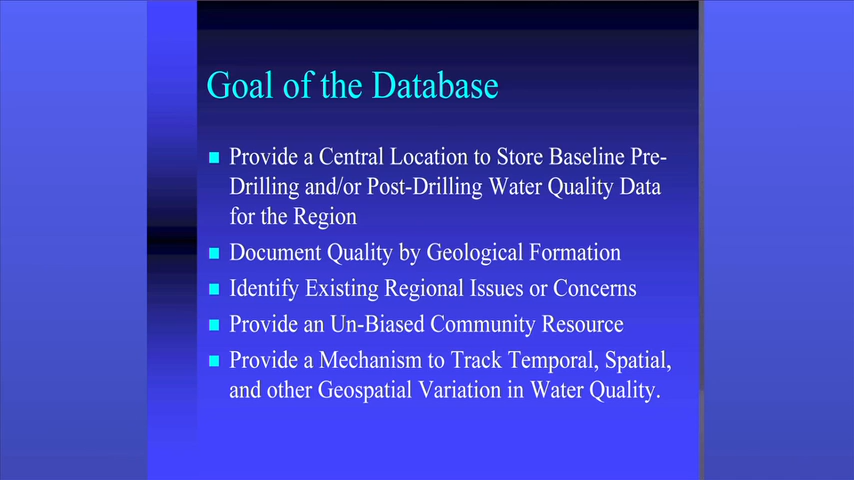 Goal of the Database
Provide a Central Location to Store Baseline Pre-
Drilling and/or Post-Drilling Water Quality Data
for the Region
Document Quality by Geological Formation
Identify Existing Regional Issues or Concerns
Provide an Un-Biased Community Resource
Provide a Mechanism to Track Temporal, Spatial,
and other Geospatial Variation in Water Quality.